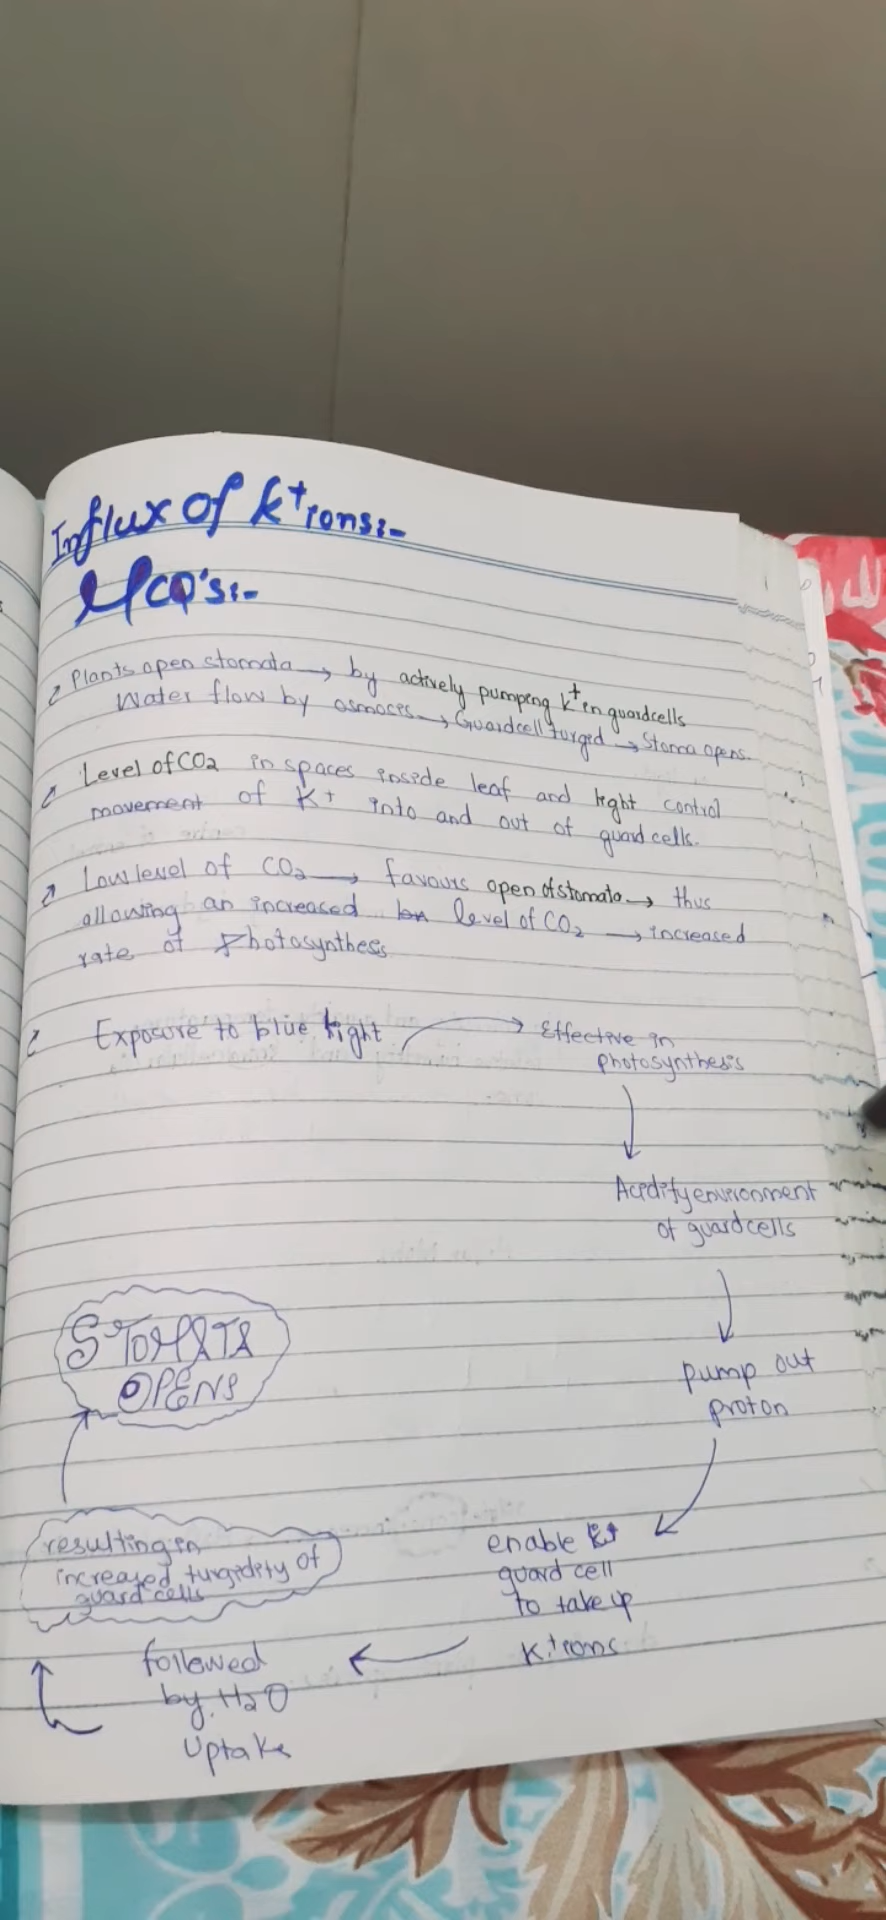 Influx of K+ ions:-
MCQ's:-
Plants open stomata → by actively pumping K+ in guardcells
Water flow by osmoses → Guardcell turged → Stoma opens.
Level of CO2 in spaces inside leaf and light control
movement of K+ into and out of guard cells.
Low level of CO2 → favours open of stomata → thus
allowing an increased level of CO2 → increased
rate of Photosynthesis
Exposure to blue light → Effective in
photosynthesis
Acidify environment
of guardcells
pump out
proton
enable
guard cell
to take up
K+ ions
followed
by H2O
Uptake
resulting in
increased turgidity of
guard cells
STOMATA
OPENS